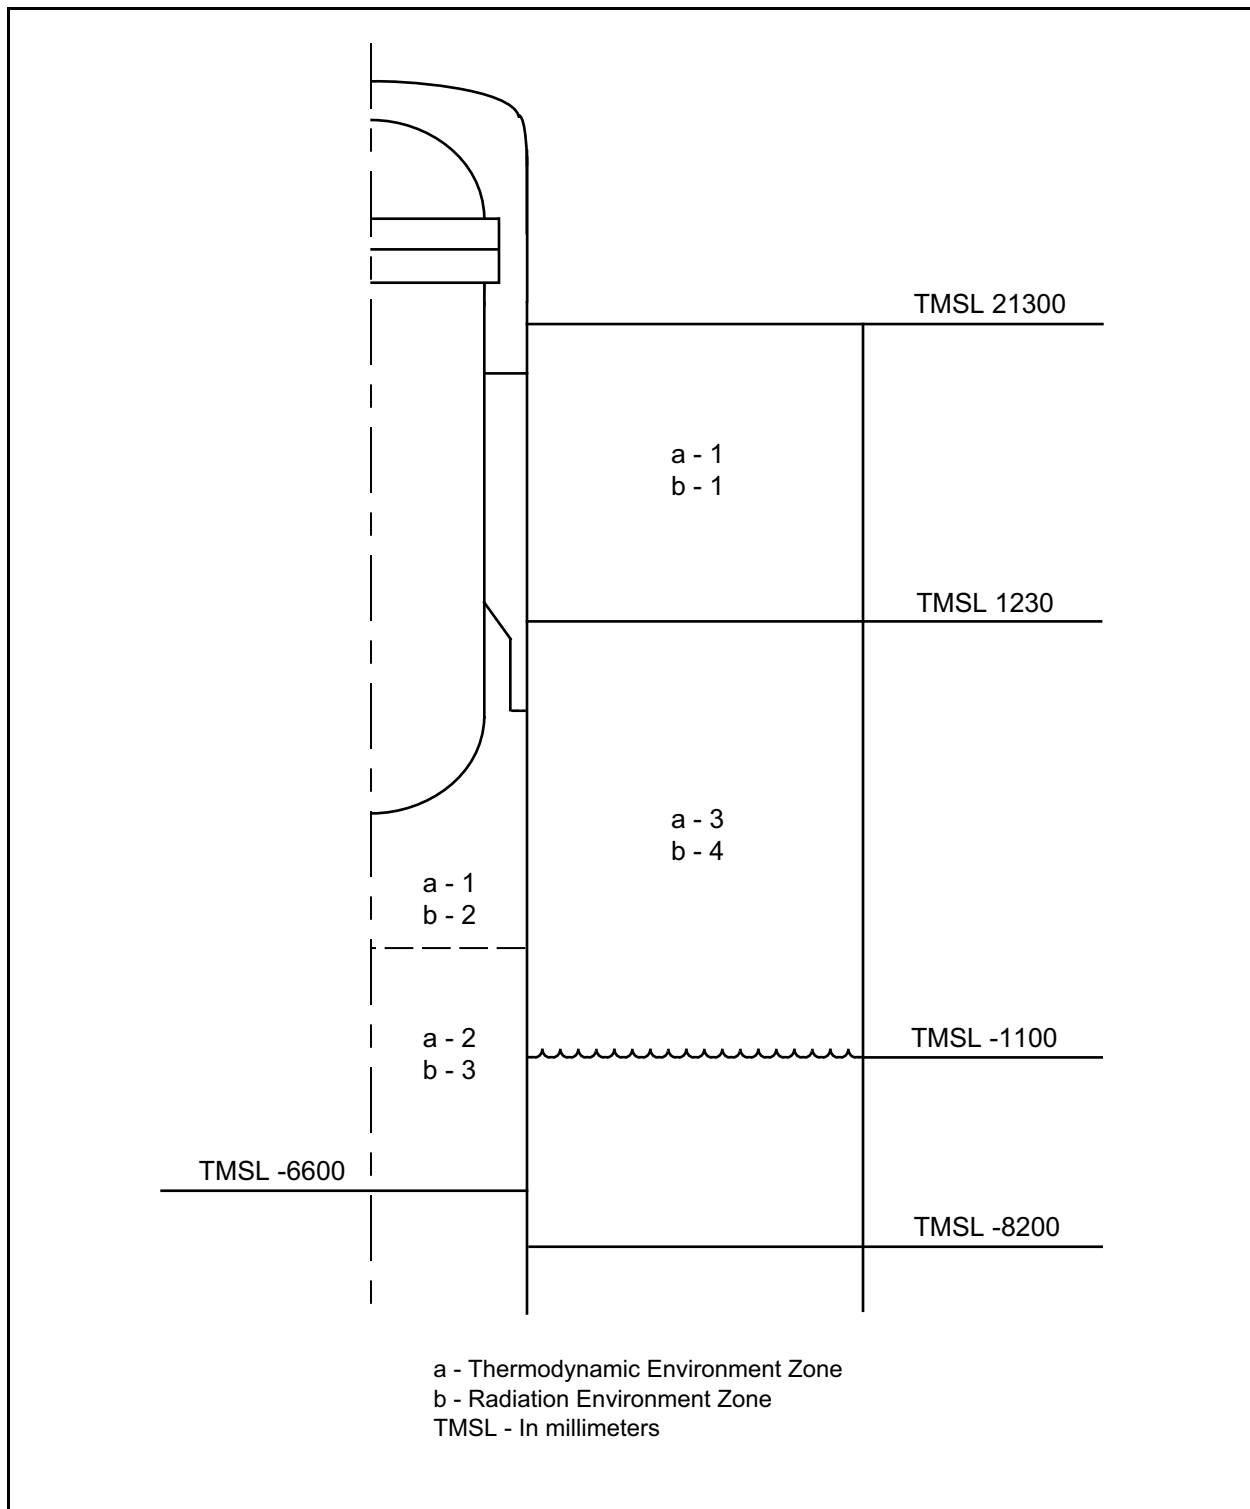 TMSL 21300
a - 1
b - 1
TMSL 1230
a - 3
b - 4
a - 1
b - 2
a - 2
b - 3
TMSL -1100
TMSL -6600
TMSL -8200
a - Thermodynamic Environment Zone
b - Radiation Environment Zone
TMSL - In millimeters